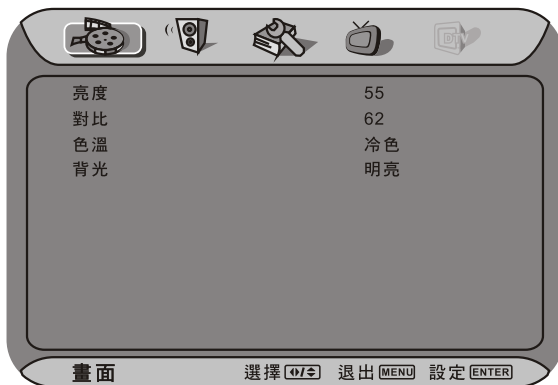 DTV
亮度 55
對比 62
色溫 冷色
背光 明亮
畫面 選擇 退出 MENU 設定 ENTER